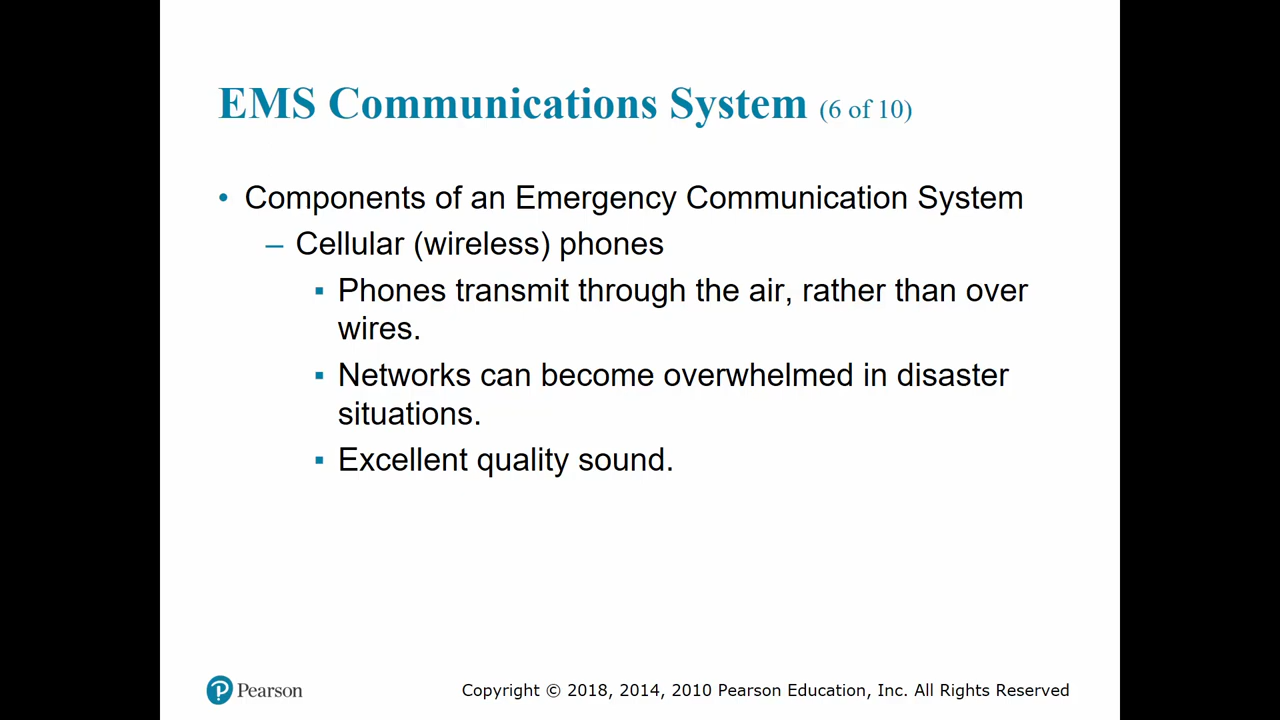 EMS Communications System (6 of 10)
• Components of an Emergency Communication System
– Cellular (wireless) phones
▪ Phones transmit through the air, rather than over
wires.
▪ Networks can become overwhelmed in disaster
situations.
▪ Excellent quality sound.
Pearson
Copyright © 2018, 2014, 2010 Pearson Education, Inc. All Rights Reserved